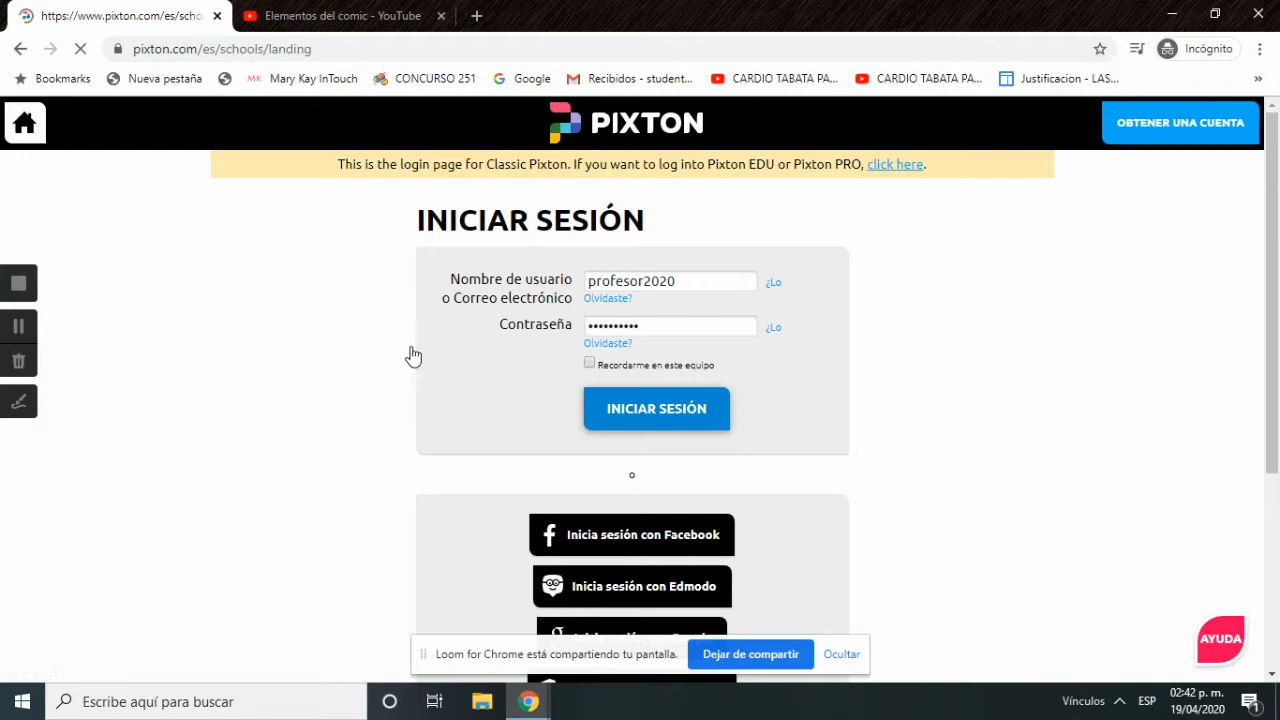 https://www.pixton.com/es/scho
Elementos del comic - YouTube
pixton.com/es/schools/landing
Incógnito
Bookmarks
Nueva pestaña
MK
Mary Kay InTouch
CONCURSO 251
Google
Recibidos - student...
CARDIO TABATA PA...
CARDIO TABATA PA...
Justificacion - LAS...
PIXTON
OBTENER UNA CUENTA
This is the login page for Classic Pixton. If you want to log into Pixton EDU or Pixton PRO, click here.
INICIAR SESIÓN
Nombre de usuario
o Correo electrónico
profesor2020
¿Lo
Olvidaste?
Contraseña
••••••••••
¿Lo
Olvidaste?
Recordarme en este equipo
INICIAR SESIÓN
o
Inicia sesión con Facebook
Inicia sesión con Edmodo
AYUDA
Loom for Chrome está compartiendo tu pantalla.
Dejar de compartir
Ocultar
Escribe aquí para buscar
Vínculos
ESP
02:42 p. m.
19/04/2020
1